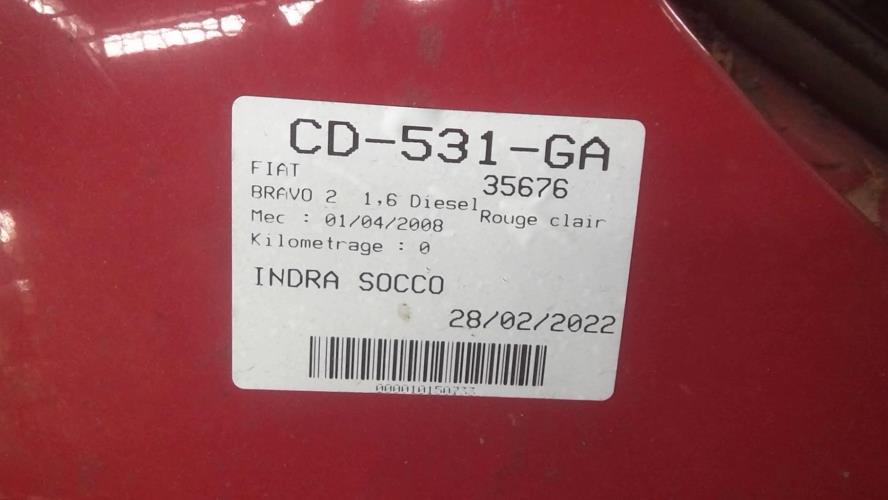 CD-531-GA
FIAT
35676
BRAVO 2 1,6 Diesel
Rouge clair
Mec : 01/04/2008
Kilometrage : 0
INDRA SOCCO
28/02/2022
000010150733